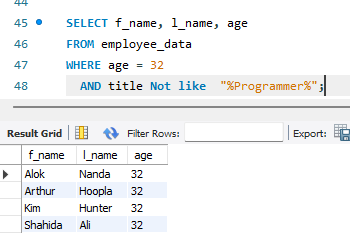 44
45 SELECT f_name, l_name, age
46 FROM employee_data
47 WHERE age = 32
48 AND title Not like "%Programmer%";
Result Grid Filter Rows: Export:
f_name l_name age
Alok Nanda 32
Arthur Hoopla 32
Kim Hunter 32
Shahida Ali 32